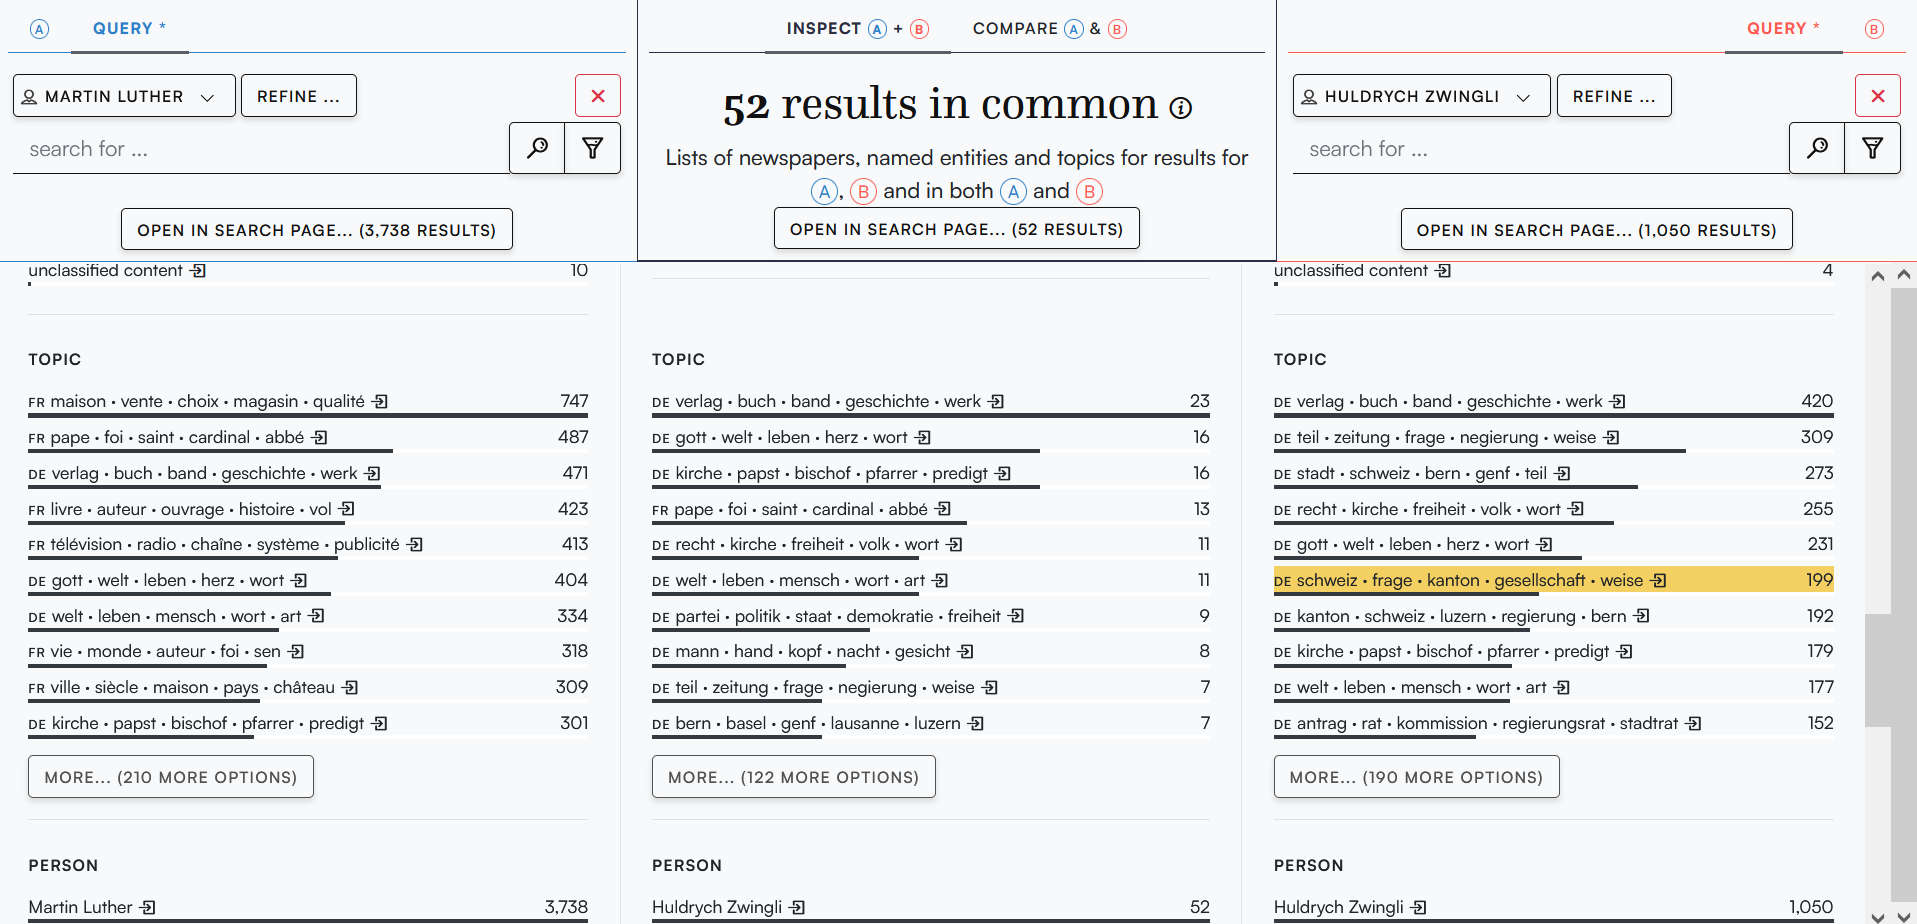 A QUERY *
MARTIN LUTHER REFINE ...
search for ...
OPEN IN SEARCH PAGE... (3,738 RESULTS)
INSPECT A + B COMPARE A & B
52 results in common
Lists of newspapers, named entities and topics for results for
A, B and in both A and B
OPEN IN SEARCH PAGE... (52 RESULTS)
QUERY * B
HULDRYCH ZWINGLI REFINE ...
search for ...
OPEN IN SEARCH PAGE... (1,050 RESULTS)
unclassified content 10
TOPIC
FR maison · vente · choix · magasin · qualité 747
FR pape · foi · saint · cardinal · abbé 487
DE verlag · buch · band · geschichte · werk 471
FR livre · auteur · ouvrage · histoire · vol 423
FR télévision · radio · chaîne · système · publicité 413
DE gott · welt · leben · herz · wort 404
DE welt · leben · mensch · wort · art 334
FR vie · monde · auteur · foi · sen 318
FR ville · siècle · maison · pays · château 309
DE kirche · papst · bischof · pfarrer · predigt 301
MORE... (210 MORE OPTIONS)
PERSON
Martin Luther 3,738
TOPIC
DE verlag · buch · band · geschichte · werk 23
DE gott · welt · leben · herz · wort 16
DE kirche · papst · bischof · pfarrer · predigt 16
FR pape · foi · saint · cardinal · abbé 13
DE recht · kirche · freiheit · volk · wort 11
DE welt · leben · mensch · wort · art 11
DE partei · politik · staat · demokratie · freiheit 9
DE mann · hand · kopf · nacht · gesicht 8
DE teil · zeitung · frage · negierung · weise 7
DE bern · basel · genf · lausanne · luzern 7
MORE... (122 MORE OPTIONS)
PERSON
Huldrych Zwingli 52
unclassified content 4
TOPIC
DE verlag · buch · band · geschichte · werk 420
DE teil · zeitung · frage · negierung · weise 309
DE stadt · schweiz · bern · genf · teil 273
DE recht · kirche · freiheit · volk · wort 255
DE gott · welt · leben · herz · wort 231
DE schweiz · frage · kanton · gesellschaft · weise 199
DE kanton · schweiz · luzern · regierung · bern 192
DE kirche · papst · bischof · pfarrer · predigt 179
DE welt · leben · mensch · wort · art 177
DE antrag · rat · kommission · regierungsrat · stadtrat 152
MORE... (190 MORE OPTIONS)
PERSON
Huldrych Zwingli 1,050